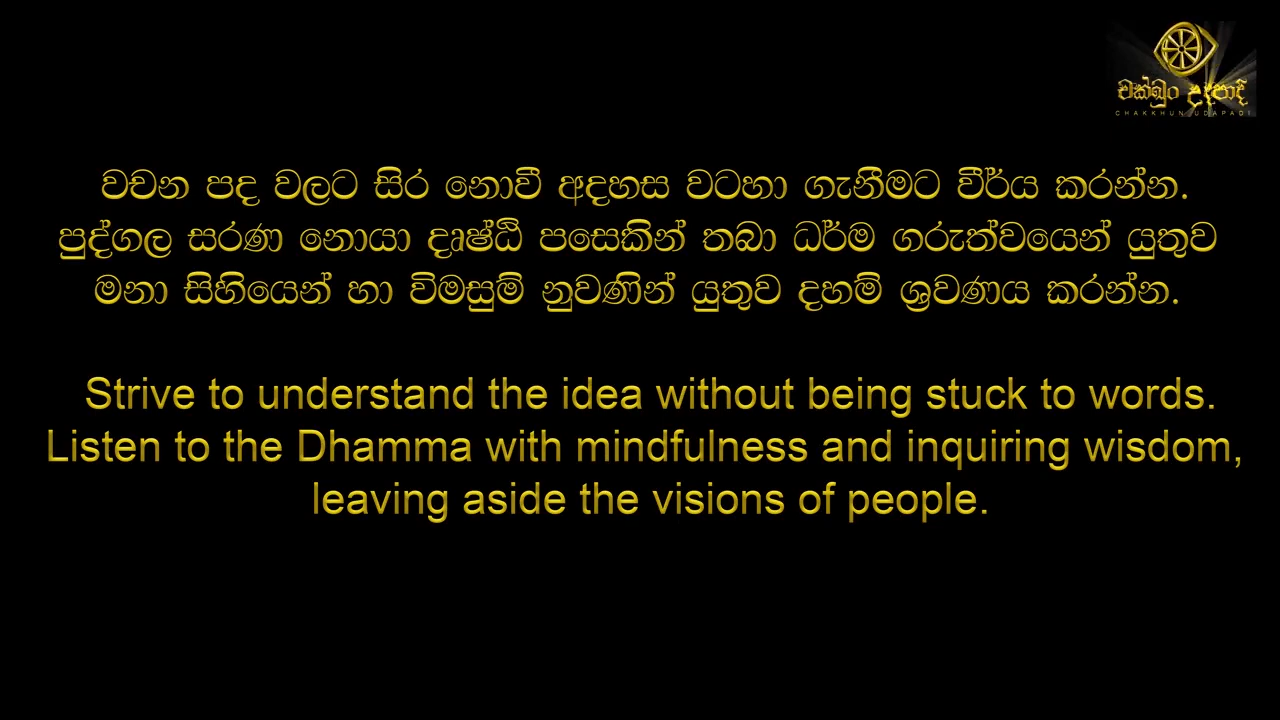 චක්ඛුං උදපාදි
CHAKKHUN UDAPADI
වචන පද වලට සිර නොවී අදහස වටහා ගැනීමට වීර්ය කරන්න.
පුද්ගල සරණ නොයා දෘෂ්ඨි පසෙකින් තබා ධර්ම ගරුත්වයෙන් යුතුව
මනා සිහියෙන් හා විමසුම් නුවණින් යුතුව දහම් ශ්‍රවණය කරන්න.
Strive to understand the idea without being stuck to words.
Listen to the Dhamma with mindfulness and inquiring wisdom,
leaving aside the visions of people.